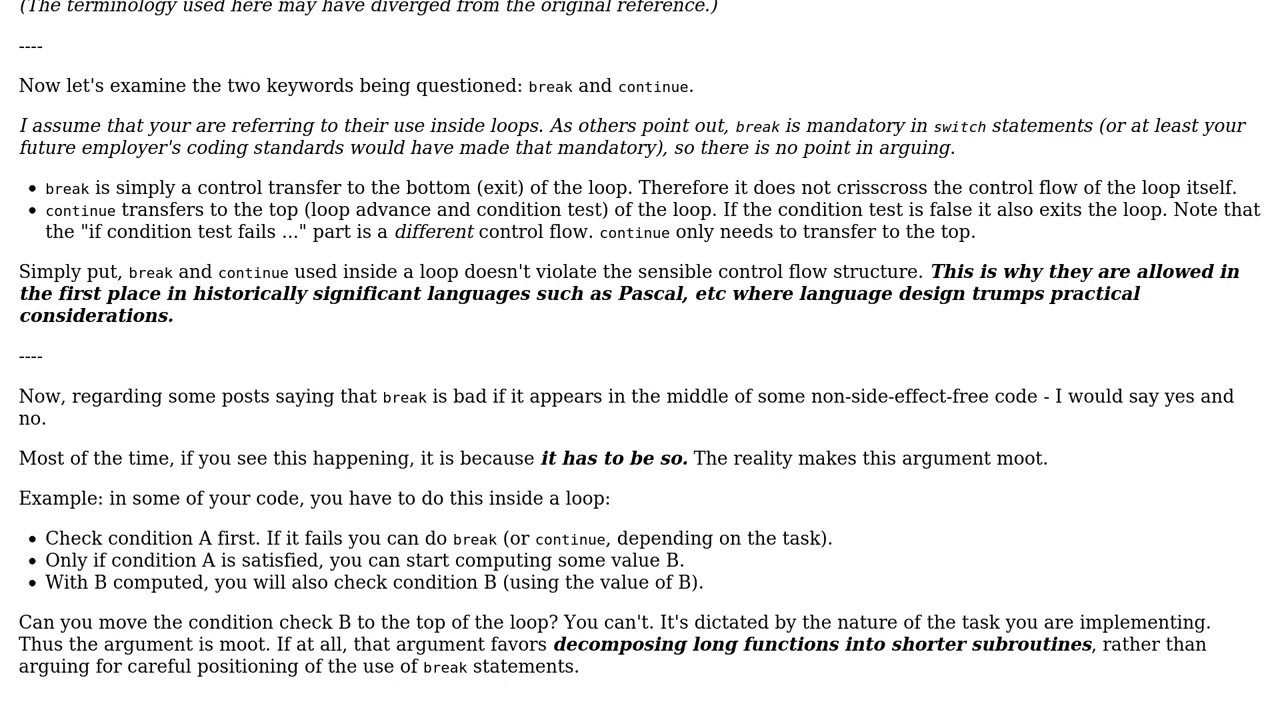 (The terminology used here may have diverged from the original reference.)
----
Now let's examine the two keywords being questioned: break and continue.
I assume that your are referring to their use inside loops. As others point out, break is mandatory in switch statements (or at least your
future employer's coding standards would have made that mandatory), so there is no point in arguing.
• break is simply a control transfer to the bottom (exit) of the loop. Therefore it does not crisscross the control flow of the loop itself.
• continue transfers to the top (loop advance and condition test) of the loop. If the condition test is false it also exits the loop. Note that
the "if condition test fails ..." part is a different control flow. continue only needs to transfer to the top.
Simply put, break and continue used inside a loop doesn't violate the sensible control flow structure. This is why they are allowed in
the first place in historically significant languages such as Pascal, etc where language design trumps practical
considerations.
----
Now, regarding some posts saying that break is bad if it appears in the middle of some non-side-effect-free code - I would say yes and
no.
Most of the time, if you see this happening, it is because it has to be so. The reality makes this argument moot.
Example: in some of your code, you have to do this inside a loop:
• Check condition A first. If it fails you can do break (or continue, depending on the task).
• Only if condition A is satisfied, you can start computing some value B.
• With B computed, you will also check condition B (using the value of B).
Can you move the condition check B to the top of the loop? You can't. It's dictated by the nature of the task you are implementing.
Thus the argument is moot. If at all, that argument favors decomposing long functions into shorter subroutines, rather than
arguing for careful positioning of the use of break statements.